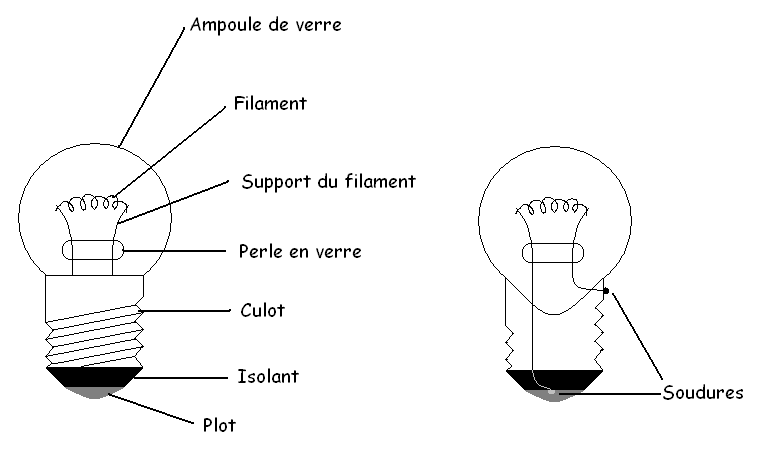 Ampoule de verre
Filament
Support du filament
Perle en verre
Culot
Isolant
Plot
Soudures